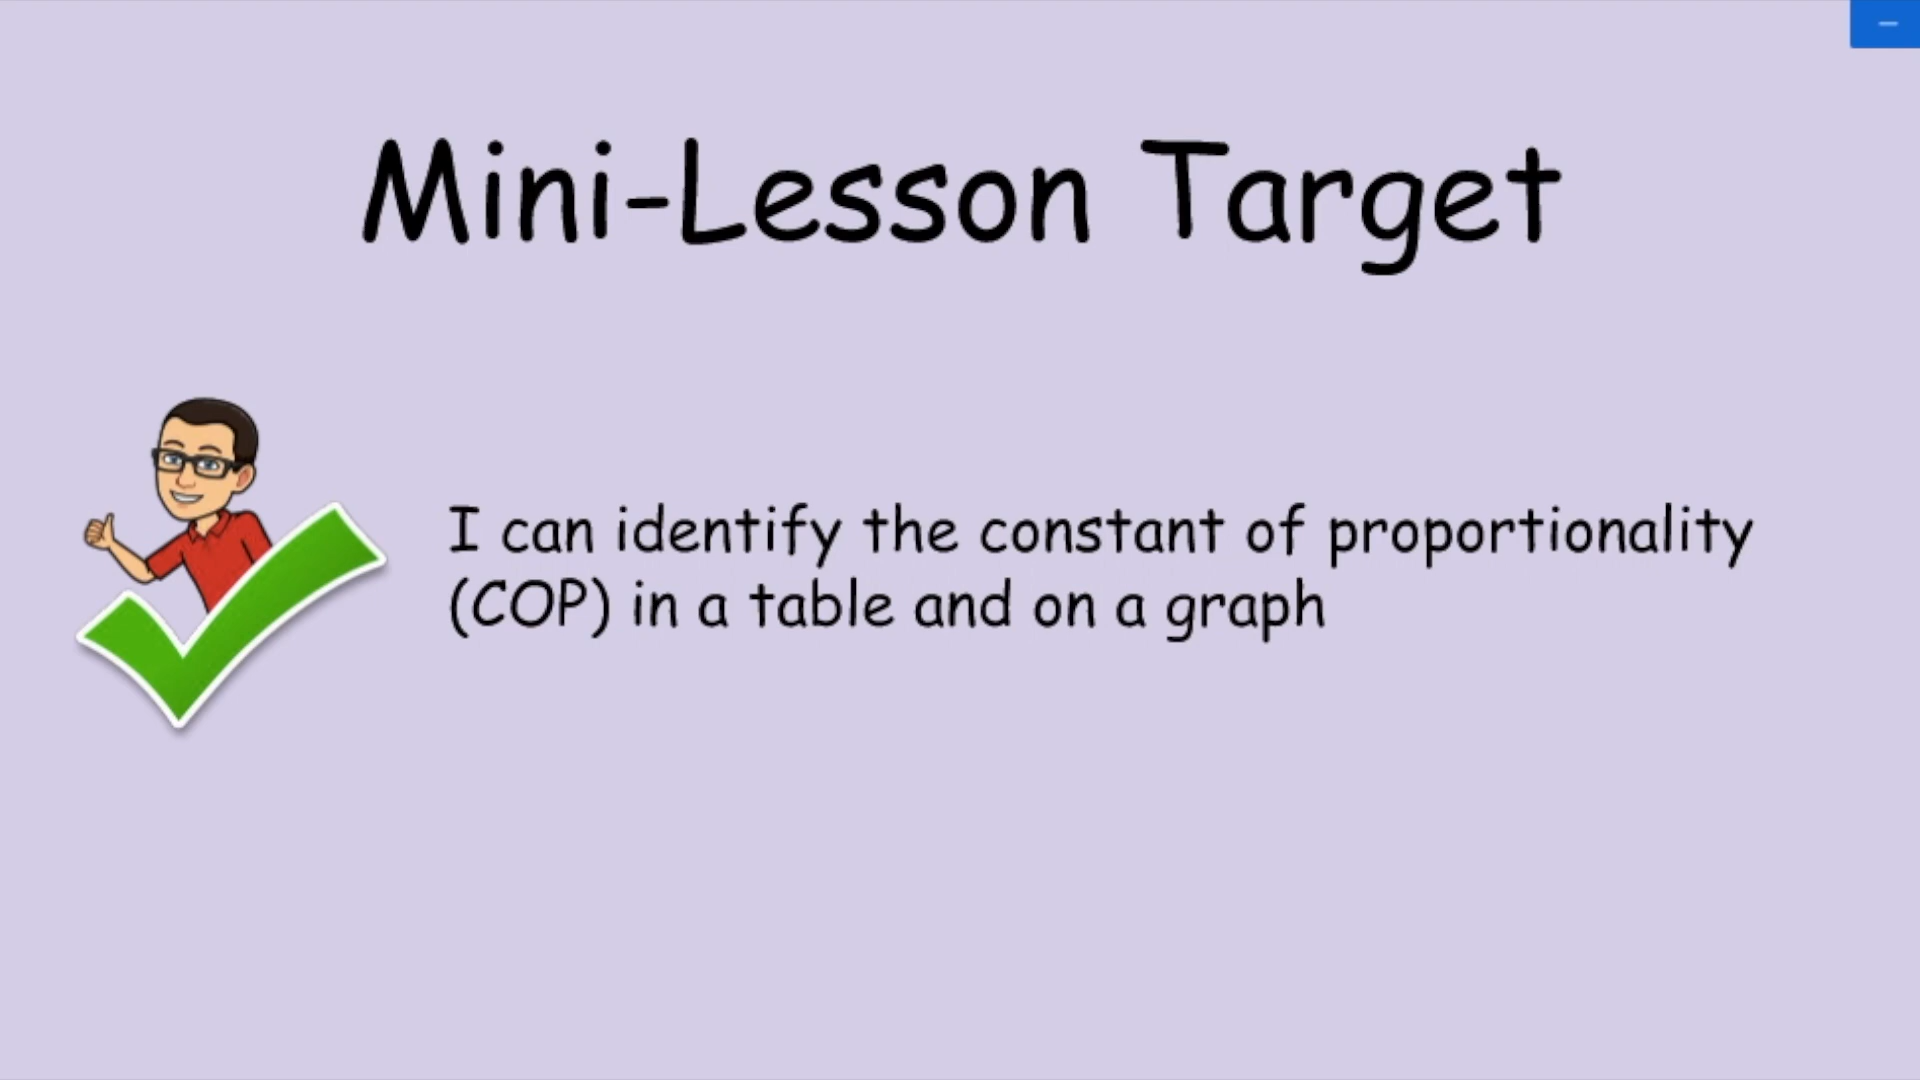 Mini-Lesson Target
I can identify the constant of proportionality
(COP) in a table and on a graph